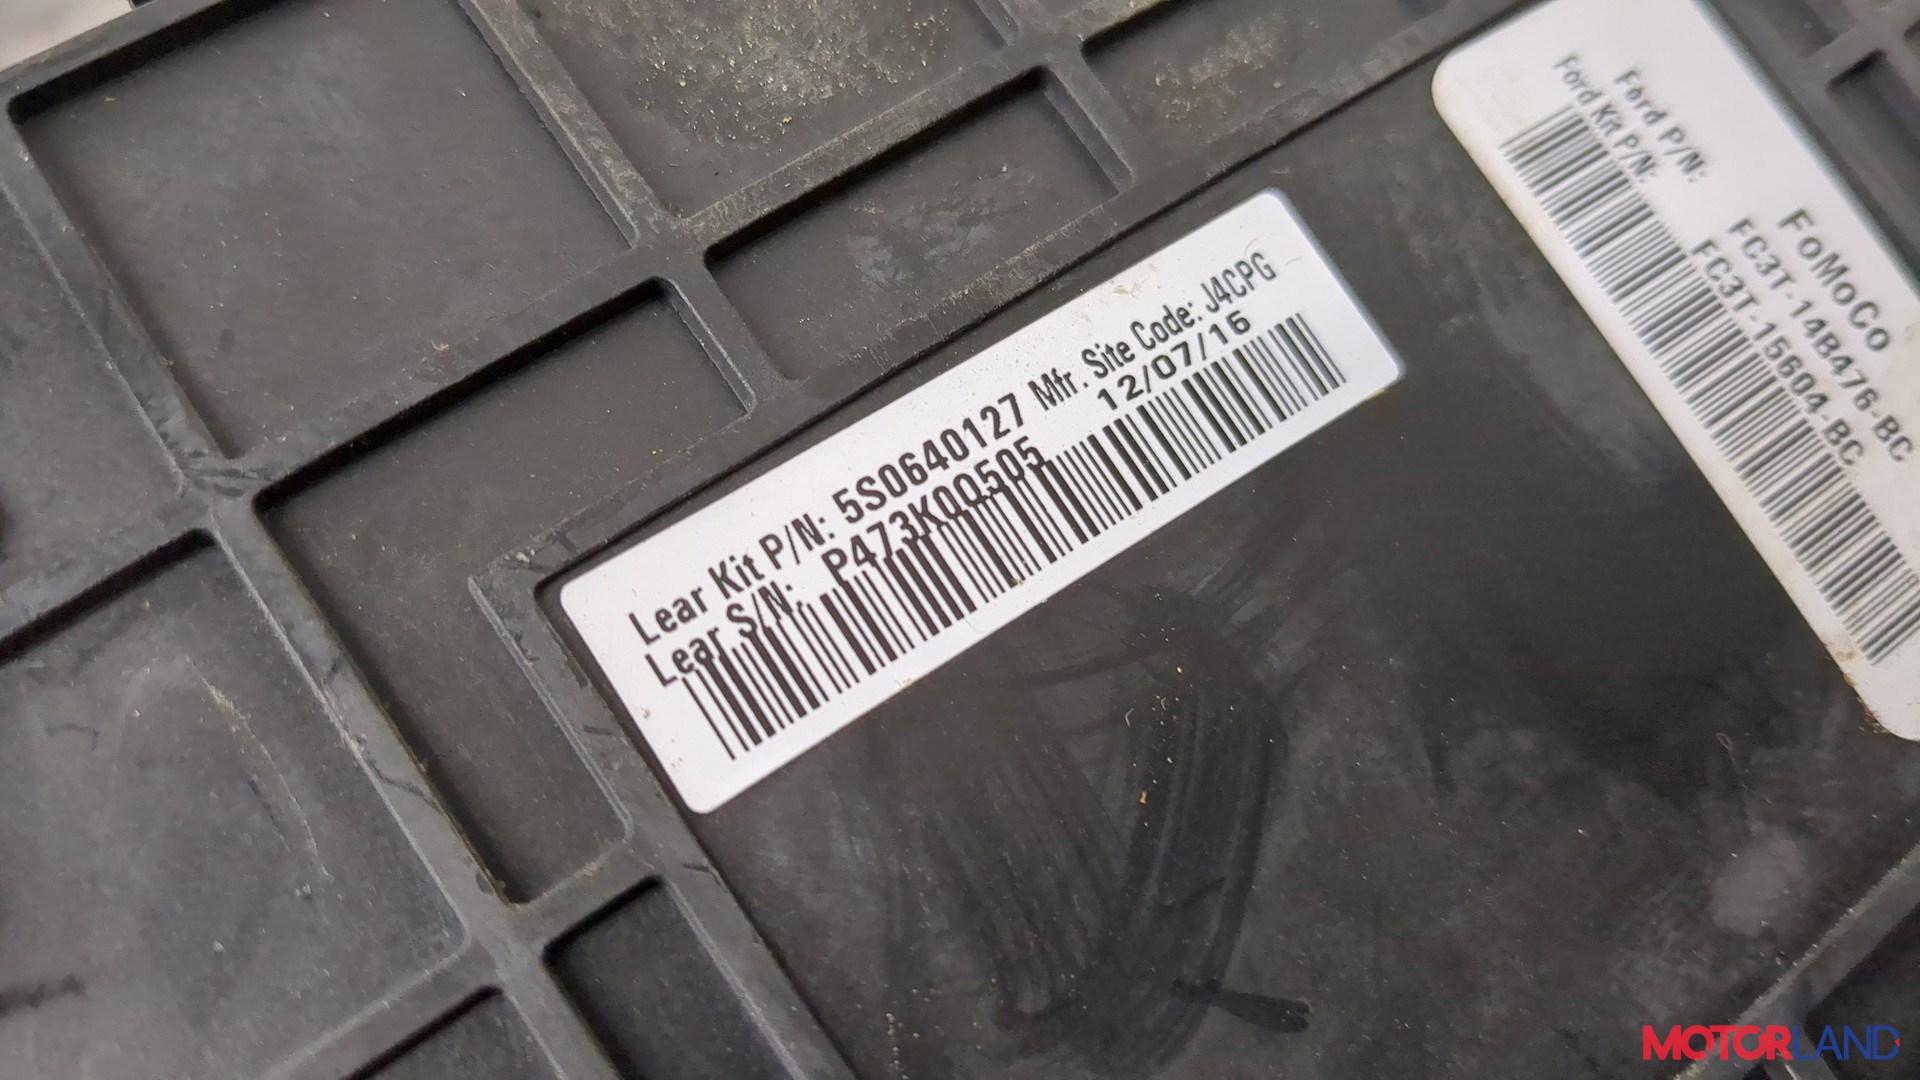 Lear Kit P/N: 5S0640127 Mfr. Site Code: J4CPG
Lear S/N: P473K00505 12/07/16
FoMoCo
Ford P/N: FC3T-14B476-BC
Ford Kit P/N: FC3T-15604-BC
MOTORLAND